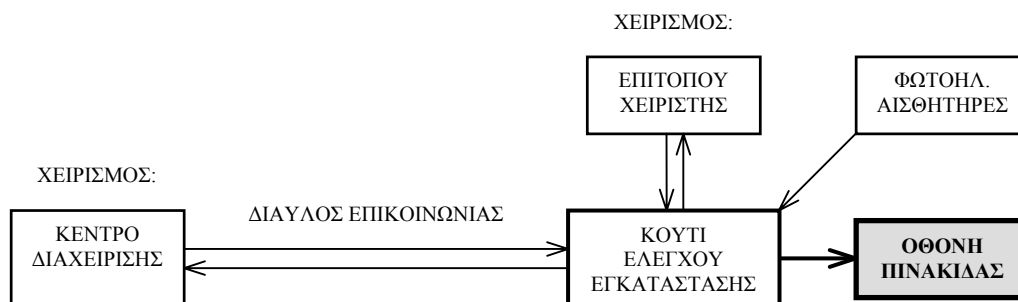 ΧΕΙΡΙΣΜΟΣ:
ΕΠΙΤΟΠΟΥ
ΧΕΙΡΙΣΤΗΣ
ΦΩΤΟΗΛ.
ΑΙΣΘΗΤΗΡΕΣ
ΧΕΙΡΙΣΜΟΣ:
ΚΕΝΤΡΟ
ΔΙΑΧΕΙΡΙΣΗΣ
ΔΙΑΥΛΟΣ ΕΠΙΚΟΙΝΩΝΙΑΣ
ΚΟΥΤΙ
ΕΛΕΓΧΟΥ
ΕΓΚΑΤΑΣΤΑΣΗΣ
ΟΘΟΝΗ
ΠΙΝΑΚΙΔΑΣ